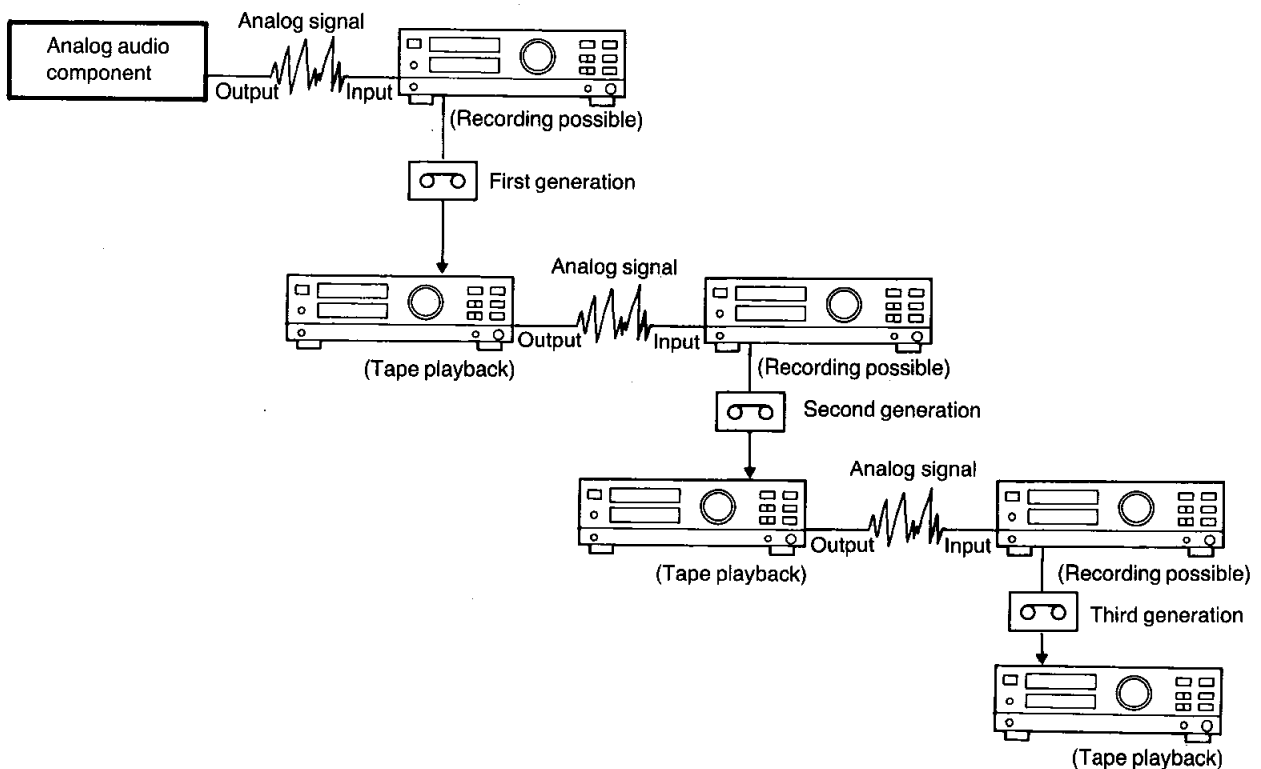 Analog signal
Analog audio
component
Output
Input
(Recording possible)
First generation
Analog signal
Output
Input
(Tape playback)
(Recording possible)
Second generation
Analog signal
Output
Input
(Tape playback)
(Recording possible)
Third generation
(Tape playback)